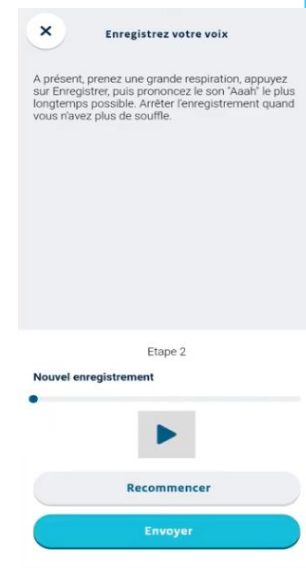 Enregistrez votre voix
A présent, prenez une grande respiration, appuyez
sur Enregistrer, puis prononcez le son "Aaah" le plus
longtemps possible. Arrêter l'enregistrement quand
vous n'avez plus de souffle.
Etape 2
Nouvel enregistrement
Recommencer
Envoyer